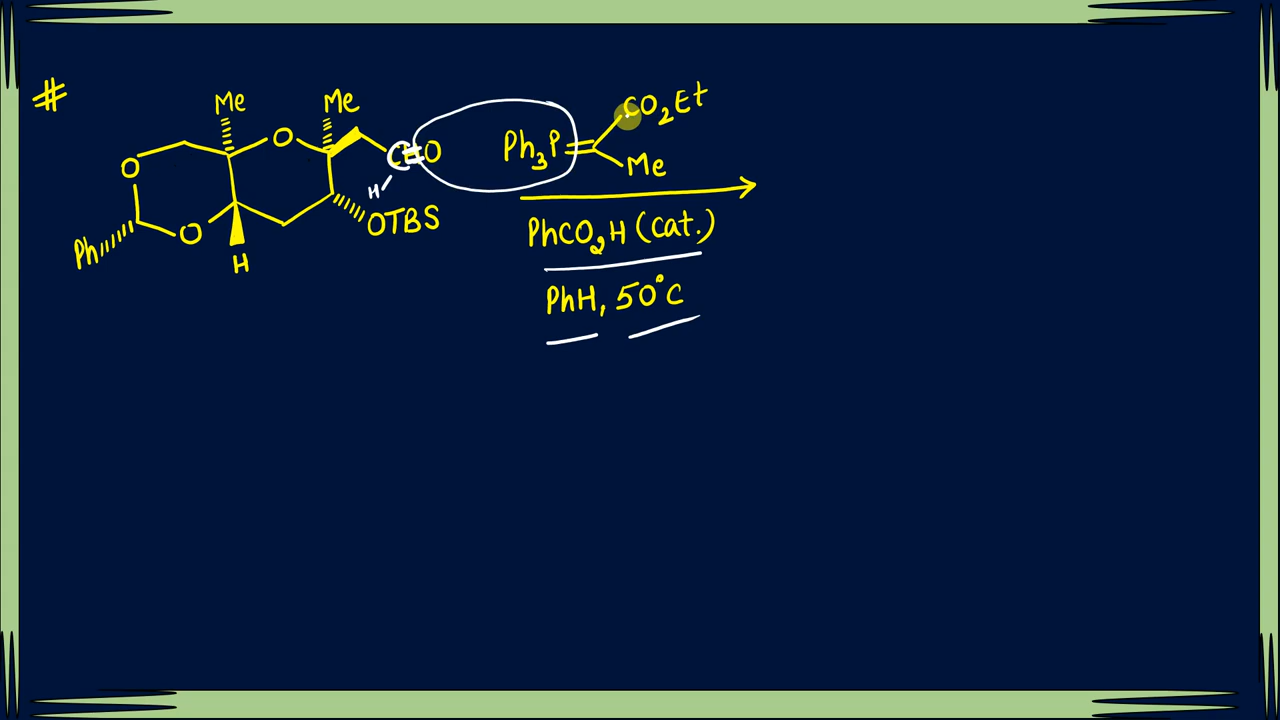 #
Me Me
O O C=O
H
OTBS
Ph O
H
Ph₃P CO₂Et
Me
PhCO₂H (Cat.)
PhH, 50°C